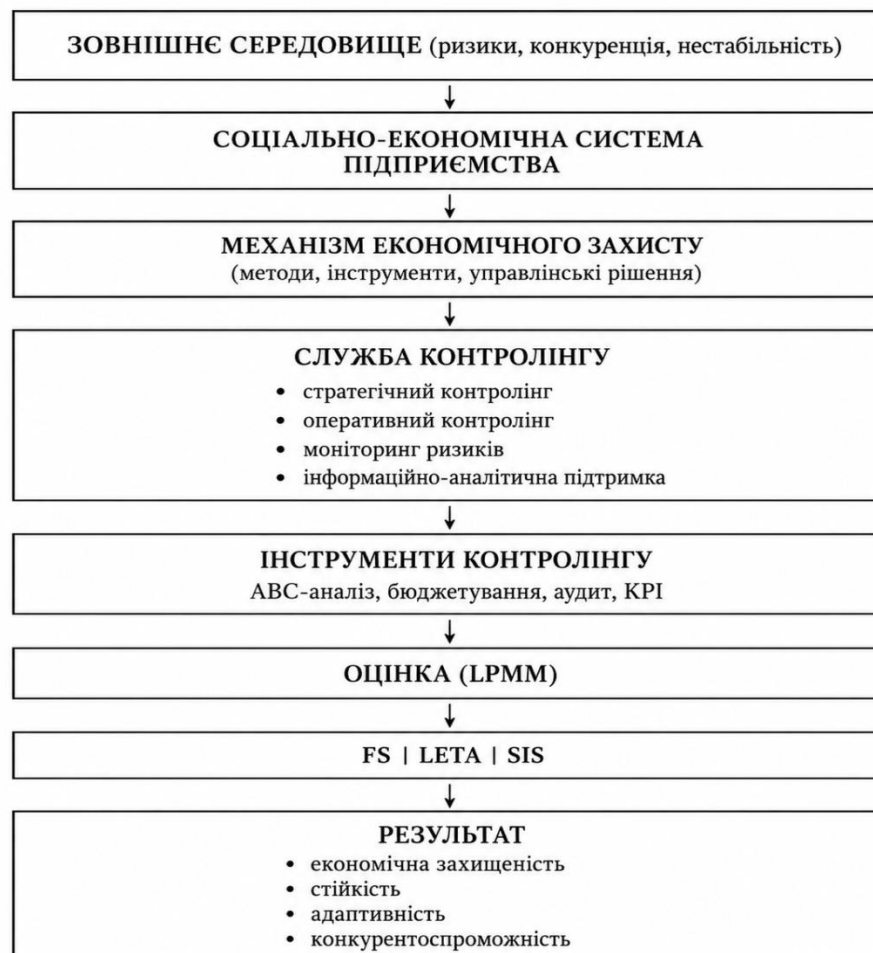 ЗОВНІШНЄ СЕРЕДОВИЩЕ (ризики, конкуренція, нестабільність)
СОЦІАЛЬНО-ЕКОНОМІЧНА СИСТЕМА
ПІДПРИЄМСТВА
МЕХАНІЗМ ЕКОНОМІЧНОГО ЗАХИСТУ
(методи, інструменти, управлінські рішення)
СЛУЖБА КОНТРОЛІНГУ
• стратегічний контролінг
• оперативний контролінг
• моніторинг ризиків
• інформаційно-аналітична підтримка
ІНСТРУМЕНТИ КОНТРОЛІНГУ
АВС-аналіз, бюджетування, аудит, КРІ
ОЦІНКА (LPMM)
FS | LETA | SIS
РЕЗУЛЬТАТ
• економічна захищеність
• стійкість
• адаптивність
• конкурентоспроможність